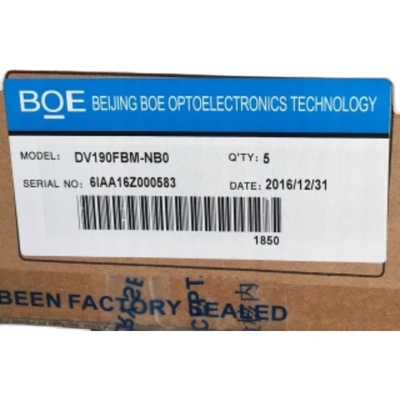 BOE BEIJING BOE OPTOELECTRONICS TECHNOLOGY
MODEL: DV190FBM-NB0 Q'TY: 5
SERIAL NO: 6IAA16Z000583 DATE: 2016/12/31
1850
BEEN FACTORY SEALED